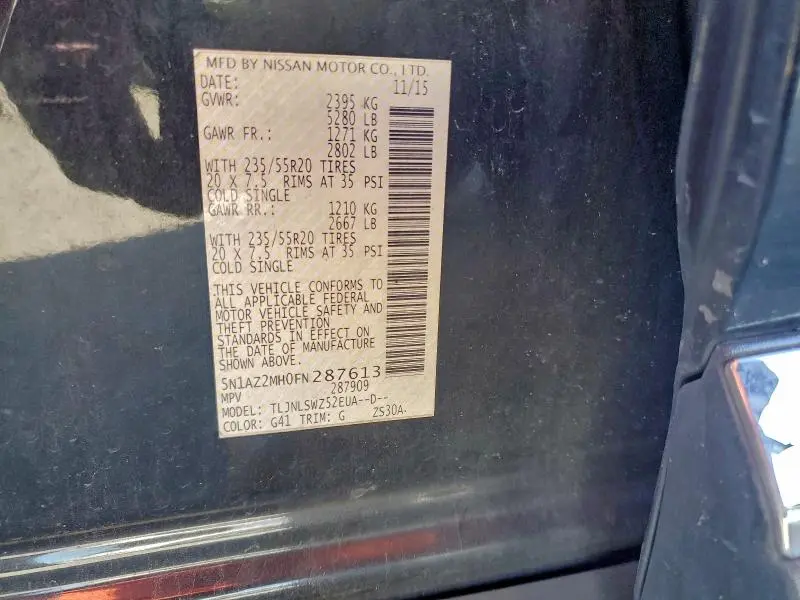 MFD BY NISSAN MOTOR CO., LTD.
DATE: 11/15
GVWR: 2395 KG
5280 LB
GAWR FR.: 1271 KG
2802 LB
WITH 235/55R20 TIRES
20 X 7.5 RIMS AT 35 PSI
COLD SINGLE
GAWR RR.: 1210 KG
2667 LB
WITH 235/55R20 TIRES
20 X 7.5 RIMS AT 35 PSI
COLD SINGLE
THIS VEHICLE CONFORMS TO
ALL APPLICABLE FEDERAL
MOTOR VEHICLE SAFETY AND
THEFT PREVENTION
STANDARDS IN EFFECT ON
THE DATE OF MANUFACTURE
SHOWN ABOVE.
5N1AZ2MH0FN287613
MPV 287909
MODEL: TLJNLSWZ52EUA--D--
COLOR: G41 TRIM: G ZS30A.